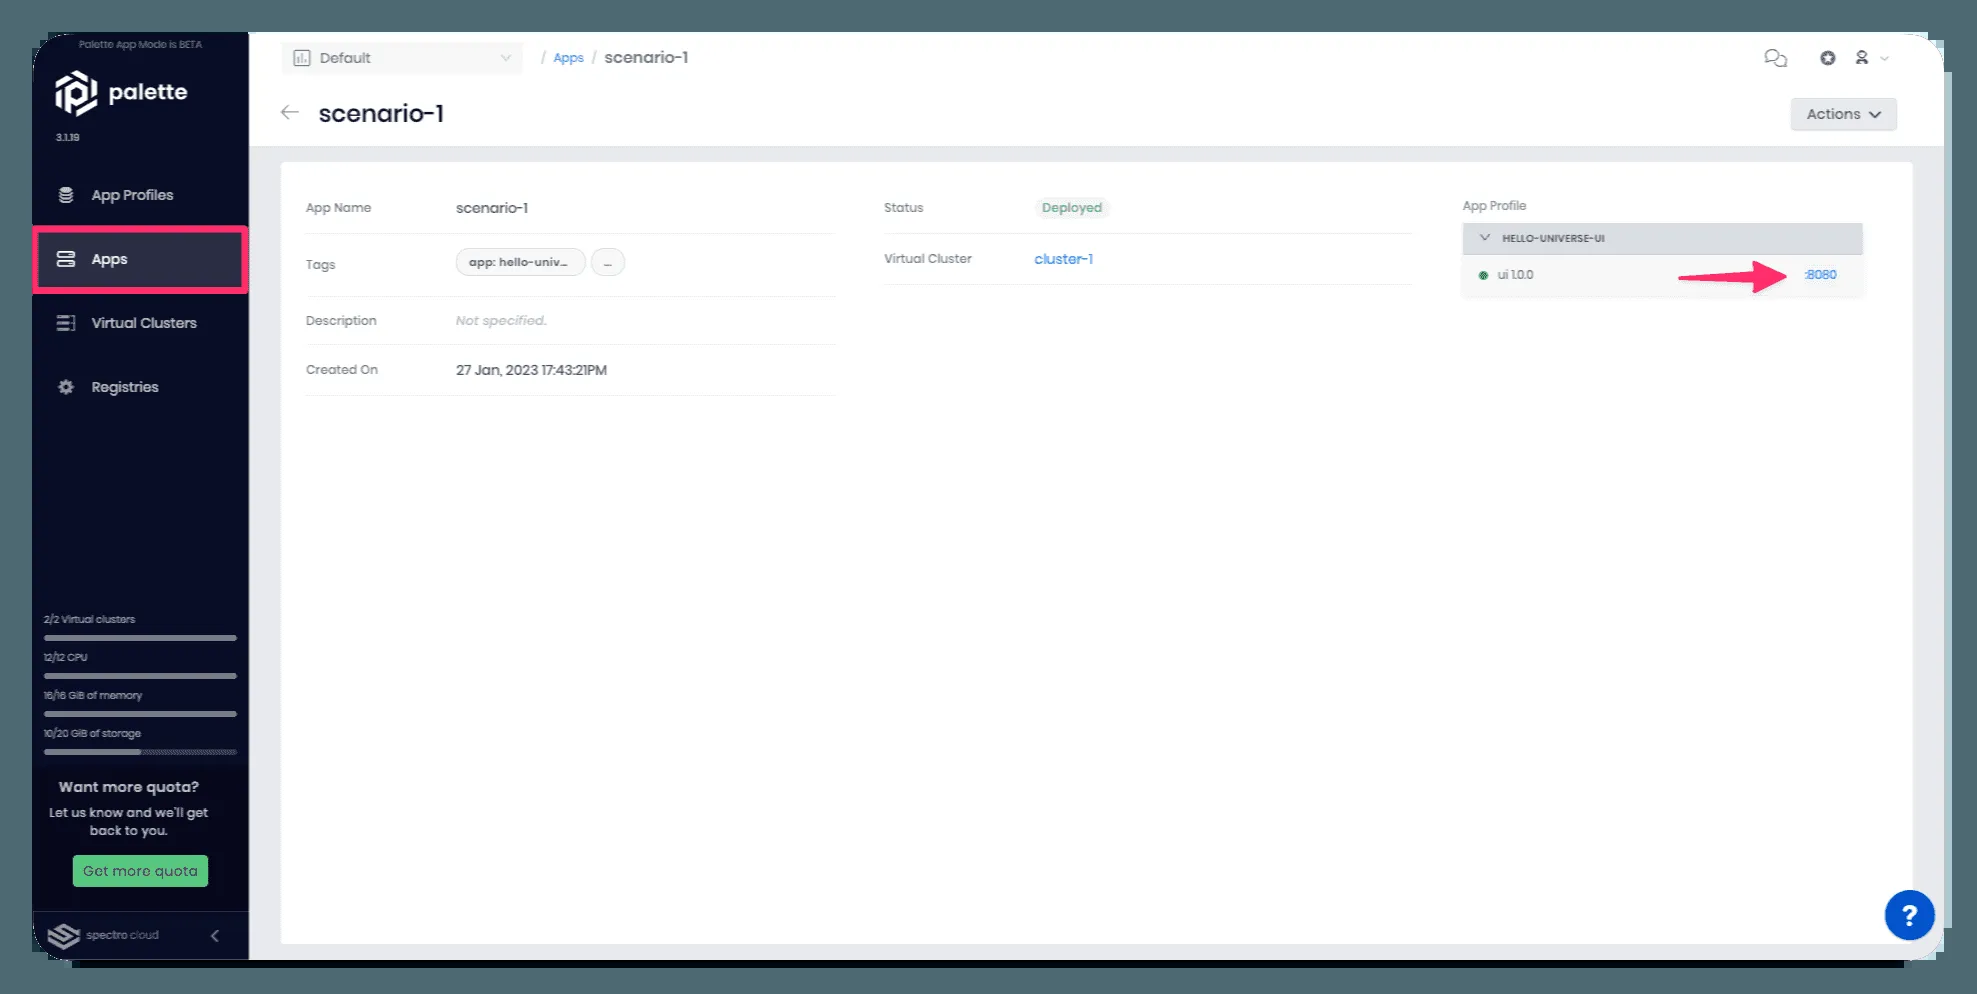 Palette App Mode is BETA
palette
3.1.19
App Profiles
Apps
Virtual Clusters
Registries
2/2 Virtual clusters
12/12 CPU
16/16 GiB of memory
10/20 GiB of storage
Want more quota?
Let us know and we'll get
back to you.
Get more quota
spectro cloud
Default
/ Apps / scenario-1
scenario-1
Actions
App Name scenario-1
Tags app: hello-univ... ...
Description Not specified.
Created On 27 Jan, 2023 17:43:21PM
Status Deployed
Virtual Cluster cluster-1
App Profile
HELLO-UNIVERSE-UI
ui 1.0.0 :8080
?